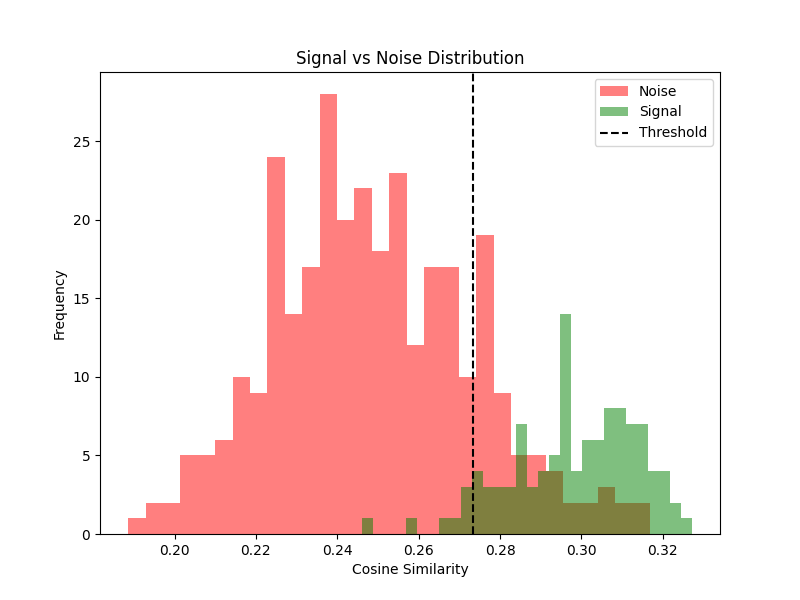 Signal vs Noise Distribution
Noise
Signal
Threshold
Frequency
25
20
15
10
5
0
0.20 0.22 0.24 0.26 0.28 0.30 0.32
Cosine Similarity